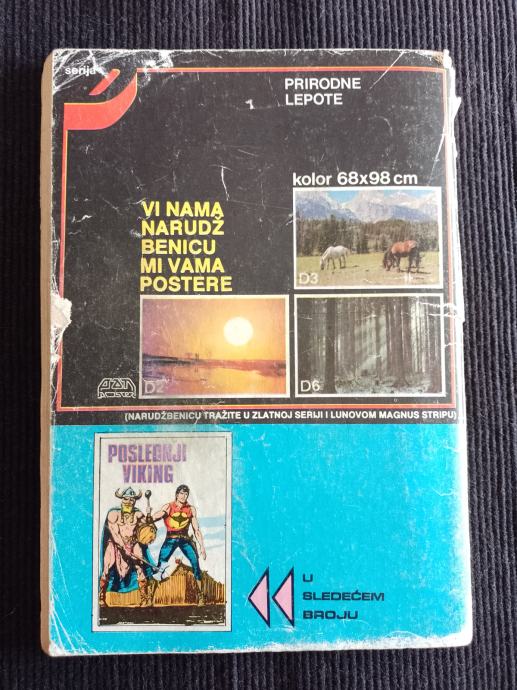 serija
PRIRODNE
LEPOTE
kolor 68x98 cm
VI NAMA
NARUDŽ
BENICU
MI VAMA
POSTERE
D3
D2
D6
(NARUDŽBENICU TRAŽITE U ZLATNOJ SERIJI I LUNOVOM MAGNUS STRIPU)
POSLEDNJI
VIKING
U
SLEDEĆEM
BROJU